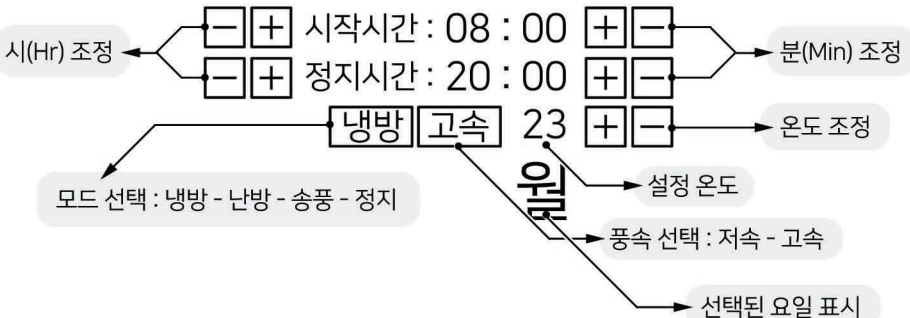 시(Hr) 조정
− + 시작시간 : 08 : 00 + −
분(Min) 조정
− + 정지시간 : 20 : 00 + −
냉방 고속 23 + −
온도 조정
모드 선택 : 냉방 - 난방 - 송풍 - 정지
월
설정 온도
풍속 선택 : 저속 - 고속
선택된 요일 표시